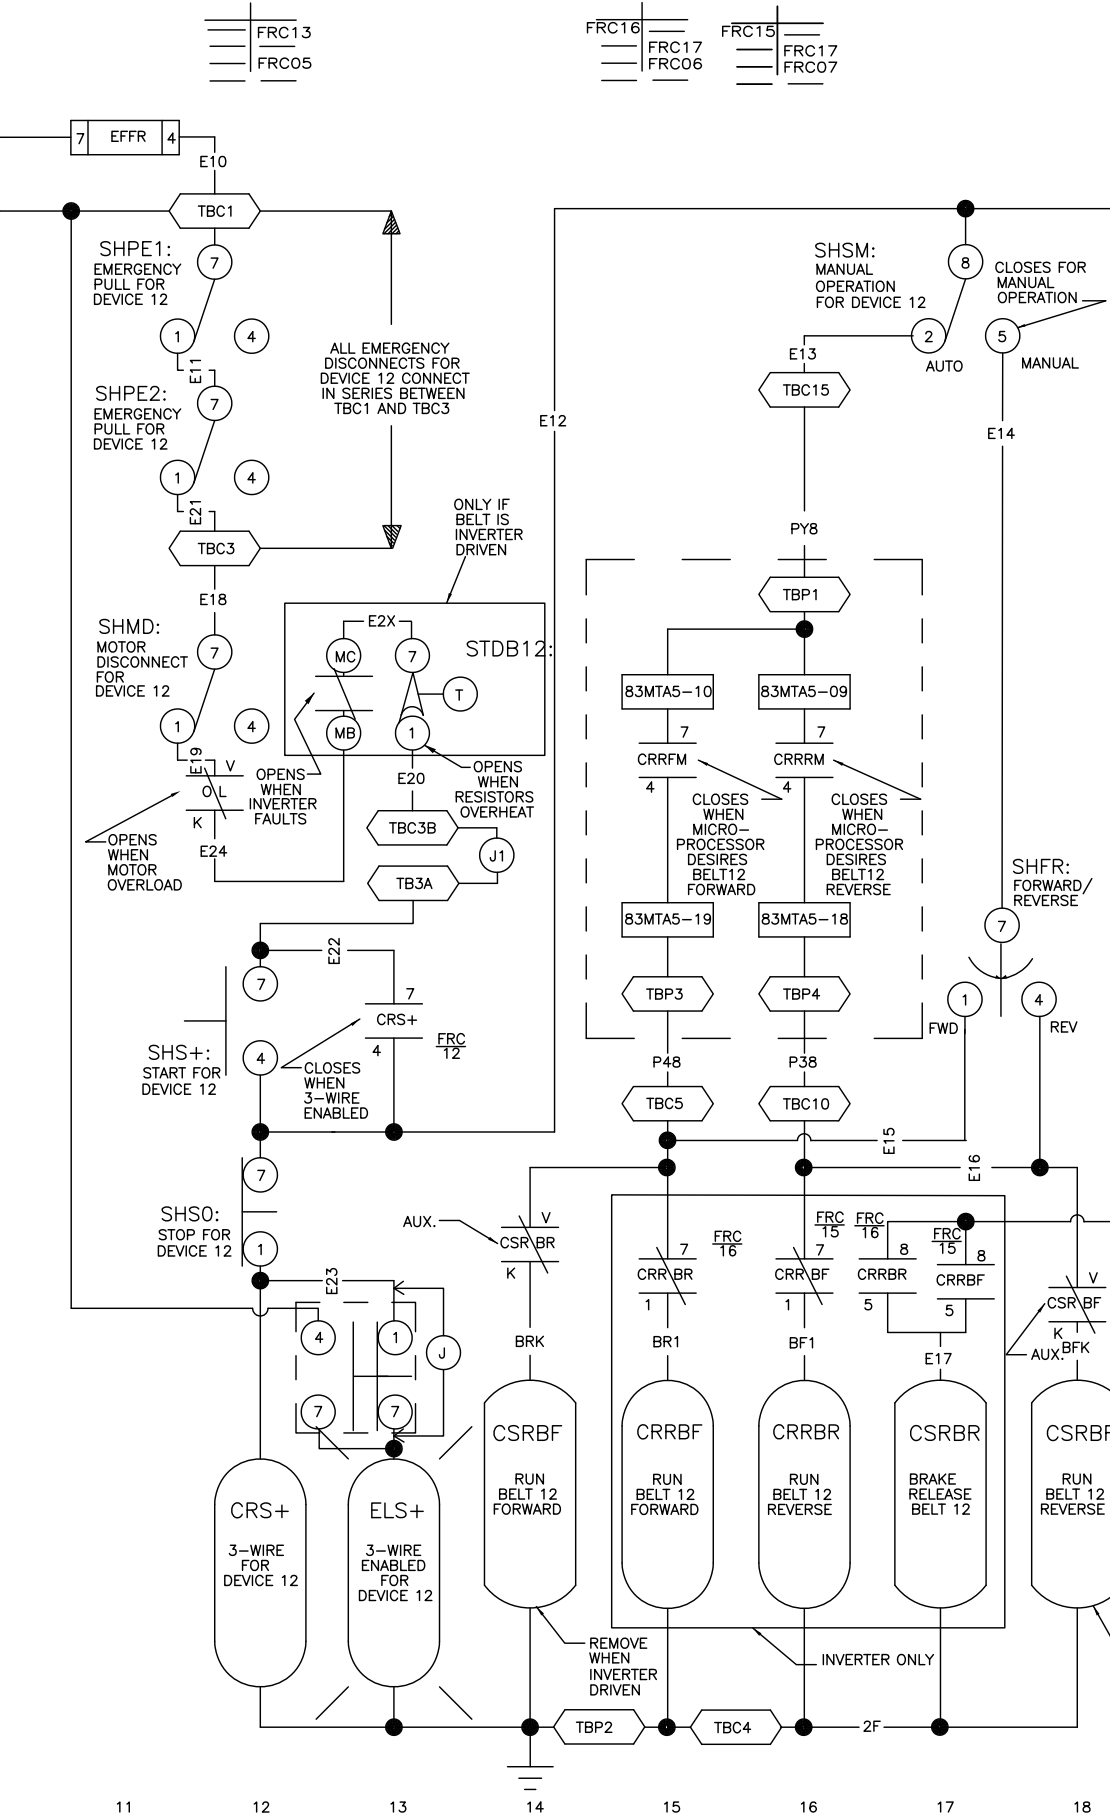 FRC13
FRC05
FRC16
FRC17
FRC06
FRC15
FRC17
FRC07
7 EFFR 4
E10
TBC1
SHPE1:
EMERGENCY
PULL FOR
DEVICE 12
7
1
4
E11
SHPE2:
EMERGENCY
PULL FOR
DEVICE 12
7
1
4
E21
TBC3
ALL EMERGENCY
DISCONNECTS FOR
DEVICE 12 CONNECT
IN SERIES BETWEEN
TBC1 AND TBC3
E18
SHMD:
MOTOR
DISCONNECT
FOR
DEVICE 12
7
1
4
E19
V
OL
K
E24
OPENS
WHEN
MOTOR
OVERLOAD
ONLY IF
BELT IS
INVERTER
DRIVEN
E2X
MC
7
STDB12:
T
MB
1
OPENS
WHEN
INVERTER
FAULTS
E20
OPENS
WHEN
RESISTORS
OVERHEAT
TBC3B
J1
TB3A
E22
7
7
CRS+
4
FRC
12
SHS+:
START FOR
DEVICE 12
4
CLOSES
WHEN
3-WIRE
ENABLED
7
SHS0:
STOP FOR
DEVICE 12
1
E23
4
1
J
7
7
CRS+
3-WIRE
FOR
DEVICE 12
ELS+
3-WIRE
ENABLED
FOR
DEVICE 12
E12
SHSM:
MANUAL
OPERATION
FOR DEVICE 12
8
CLOSES FOR
MANUAL
OPERATION
2
5
AUTO
MANUAL
E13
TBC15
E14
PY8
TBP1
83MTA5-10
83MTA5-09
7
CRRFM
4
7
CRRRM
4
CLOSES
WHEN
MICRO-
PROCESSOR
DESIRES
BELT12
FORWARD
CLOSES
WHEN
MICRO-
PROCESSOR
DESIRES
BELT12
REVERSE
83MTA5-19
83MTA5-18
TBP3
TBP4
SHFR:
FORWARD/
REVERSE
7
1
4
FWD
REV
P48
P38
TBC5
TBC10
E15
E16
AUX.
V
CSRBR
K
BRK
7
CRRBR
1
FRC
16
BR1
FRC
15
7
CRRBF
1
BF1
FRC
16
8
CRRBR
5
FRC
15
8
CRRBF
5
E17
V
CSRBF
K
AUX.
BFK
CSRBF
RUN
BELT 12
FORWARD
CRRBF
RUN
BELT 12
FORWARD
CRRBR
RUN
BELT 12
REVERSE
CSRBR
BRAKE
RELEASE
BELT 12
CSRBF
RUN
BELT 12
REVERSE
REMOVE
WHEN
INVERTER
DRIVEN
INVERTER ONLY
TBP2
TBC4
2F
11 12 13 14 15 16 17 18